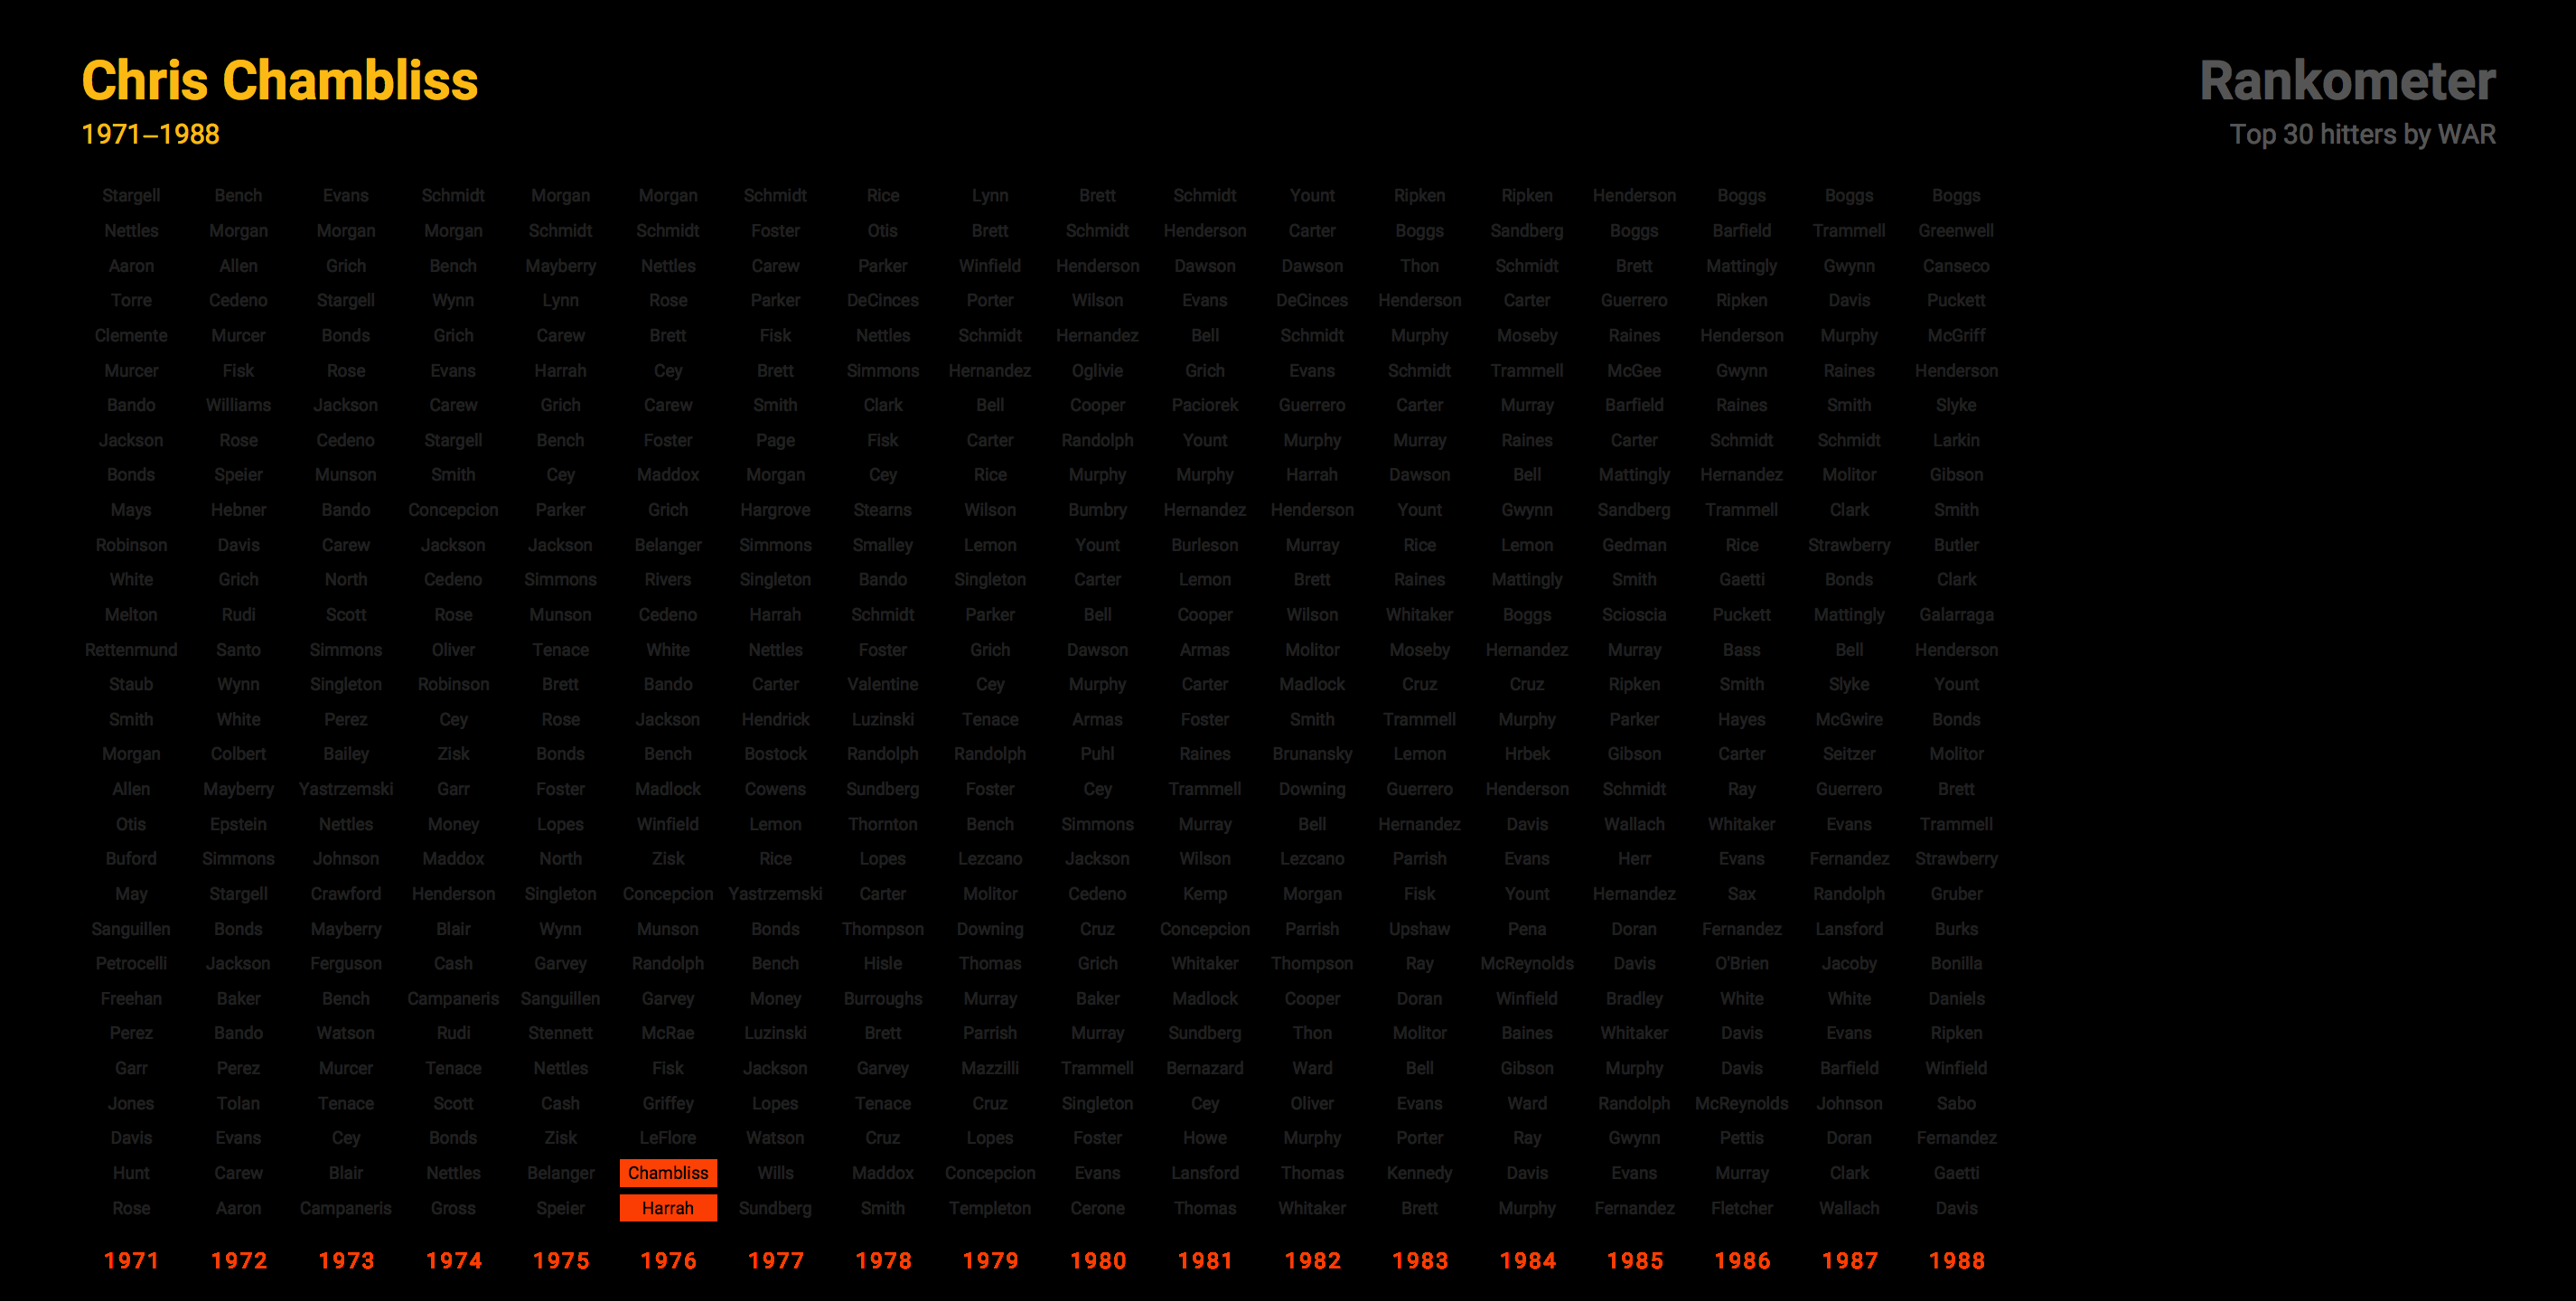 Chris Chambliss
1971–1988
Rankometer
Top 30 hitters by WAR
Stargell Bench Evans Schmidt Morgan Morgan Schmidt Rice Lynn Brett Schmidt Yount Ripken Ripken Henderson Boggs Boggs Boggs
Nettles Morgan Morgan Morgan Schmidt Schmidt Foster Otis Brett Schmidt Henderson Carter Boggs Sandberg Boggs Barfield Trammell Greenwell
Aaron Allen Grich Bench Mayberry Nettles Carew Parker Winfield Henderson Dawson Dawson Thon Schmidt Brett Mattingly Gwynn Canseco
Torre Cedeno Stargell Wynn Lynn Rose Parker DeCinces Porter Wilson Evans DeCinces Henderson Carter Guerrero Ripken Davis Puckett
Clemente Murcer Bonds Grich Carew Brett Fisk Nettles Schmidt Hernandez Bell Schmidt Murphy Moseby Raines Henderson Murphy McGriff
Murcer Fisk Rose Evans Harrah Cey Brett Simmons Hernandez Oglivie Grich Evans Schmidt Trammell McGee Gwynn Raines Henderson
Bando Williams Jackson Carew Grich Carew Smith Clark Bell Cooper Paciorek Guerrero Carter Murray Barfield Raines Smith Slyke
Jackson Rose Cedeno Stargell Bench Foster Page Fisk Carter Randolph Yount Murphy Murray Raines Carter Schmidt Schmidt Larkin
Bonds Speier Munson Smith Cey Maddox Morgan Cey Rice Murphy Murphy Harrah Dawson Bell Mattingly Hernandez Molitor Gibson
Mays Hebner Bando Concepcion Parker Grich Hargrove Stearns Wilson Bumbry Hernandez Henderson Yount Gwynn Sandberg Trammell Clark Smith
Robinson Davis Carew Jackson Jackson Belanger Simmons Smalley Lemon Yount Burleson Murray Rice Lemon Gedman Rice Strawberry Butler
White Grich North Cedeno Simmons Rivers Singleton Bando Singleton Carter Lemon Brett Raines Mattingly Smith Gaetti Bonds Clark
Melton Rudi Scott Rose Munson Cedeno Harrah Schmidt Parker Bell Cooper Wilson Whitaker Boggs Scioscia Puckett Mattingly Galarraga
Rettenmund Santo Simmons Oliver Tenace White Nettles Foster Grich Dawson Armas Molitor Moseby Hernandez Murray Bass Bell Henderson
Staub Wynn Singleton Robinson Brett Bando Carter Valentine Cey Murphy Carter Madlock Cruz Cruz Ripken Smith Slyke Yount
Smith White Perez Cey Rose Jackson Hendrick Luzinski Tenace Armas Foster Smith Trammell Murphy Parker Hayes McGwire Bonds
Morgan Colbert Bailey Zisk Bonds Bench Bostock Randolph Randolph Puhl Raines Brunansky Lemon Hrbek Gibson Carter Seitzer Molitor
Allen Mayberry Yastrzemski Garr Foster Madlock Cowens Sundberg Foster Cey Trammell Downing Guerrero Henderson Schmidt Ray Guerrero Brett
Otis Epstein Nettles Money Lopes Winfield Lemon Thornton Bench Simmons Murray Bell Hernandez Davis Wallach Whitaker Evans Trammell
Buford Simmons Johnson Maddox North Zisk Rice Lopes Lezcano Jackson Wilson Lezcano Parrish Evans Herr Evans Fernandez Strawberry
May Stargell Crawford Henderson Singleton Concepcion Yastrzemski Carter Molitor Cedeno Kemp Morgan Fisk Yount Hernandez Sax Randolph Gruber
Sanguillen Bonds Mayberry Blair Wynn Munson Bonds Thompson Downing Cruz Concepcion Parrish Upshaw Pena Doran Fernandez Lansford Burks
Petrocelli Jackson Ferguson Cash Garvey Randolph Bench Hisle Thomas Grich Whitaker Thompson Ray McReynolds Davis O'Brien Jacoby Bonilla
Freehan Baker Bench Campaneris Sanguillen Garvey Money Burroughs Murray Baker Madlock Cooper Doran Winfield Bradley White White Daniels
Perez Bando Watson Rudi Stennett McRae Luzinski Brett Parrish Murray Sundberg Thon Molitor Baines Whitaker Davis Evans Ripken
Garr Perez Murcer Tenace Nettles Fisk Jackson Garvey Mazzilli Trammell Bernazard Ward Bell Gibson Murphy Davis Barfield Winfield
Jones Tolan Tenace Scott Cash Griffey Lopes Tenace Cruz Singleton Cey Oliver Evans Ward Randolph McReynolds Johnson Sabo
Davis Evans Cey Bonds Zisk LeFlore Watson Cruz Lopes Foster Howe Murphy Porter Ray Gwynn Pettis Doran Fernandez
Hunt Carew Blair Nettles Belanger Chambliss Wills Maddox Concepcion Evans Lansford Thomas Kennedy Davis Evans Murray Clark Gaetti
Rose Aaron Campaneris Gross Speier Harrah Sundberg Smith Templeton Cerone Thomas Whitaker Brett Murphy Fernandez Fletcher Wallach Davis
1971 1972 1973 1974 1975 1976 1977 1978 1979 1980 1981 1982 1983 1984 1985 1986 1987 1988